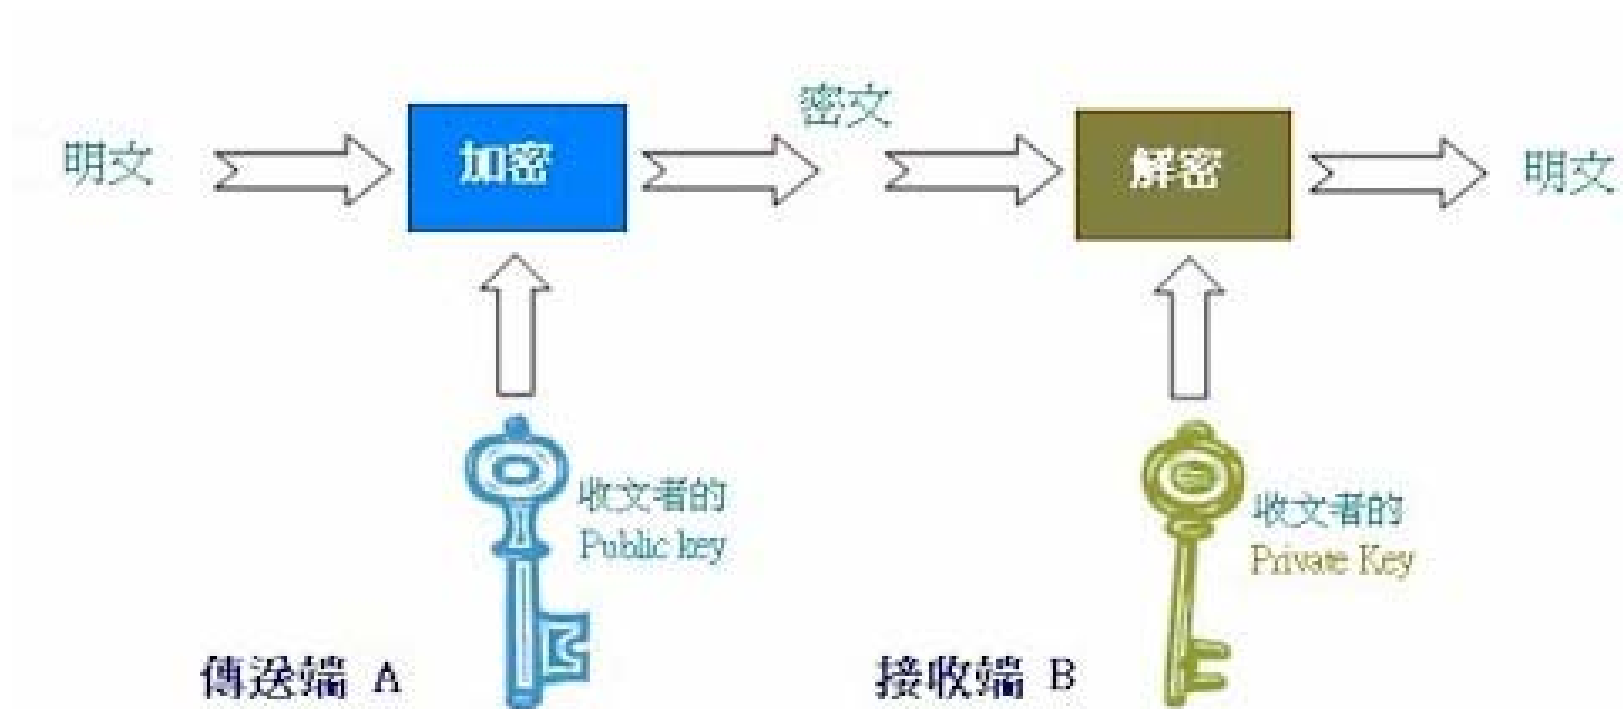 明文
加密
密文
解密
明文
收文者的
Public key
收文者的
Private Key
傳送端 A
接收端 B